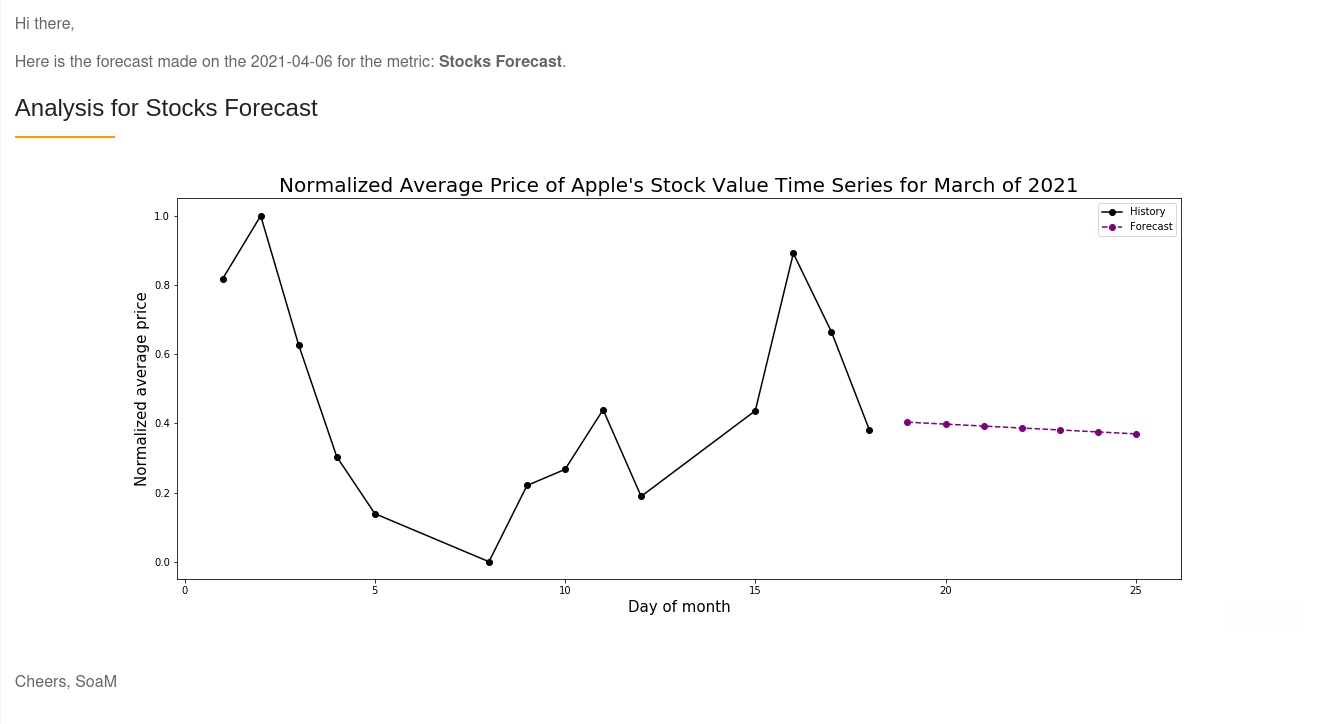 Hi there,
Here is the forecast made on the 2021-04-06 for the metric: Stocks Forecast.
Analysis for Stocks Forecast
Normalized Average Price of Apple's Stock Value Time Series for March of 2021
History
Forecast
1.0
0.8
0.6
0.4
0.2
0.0
Normalized average price
0 5 10 15 20 25
Day of month
Cheers, SoaM